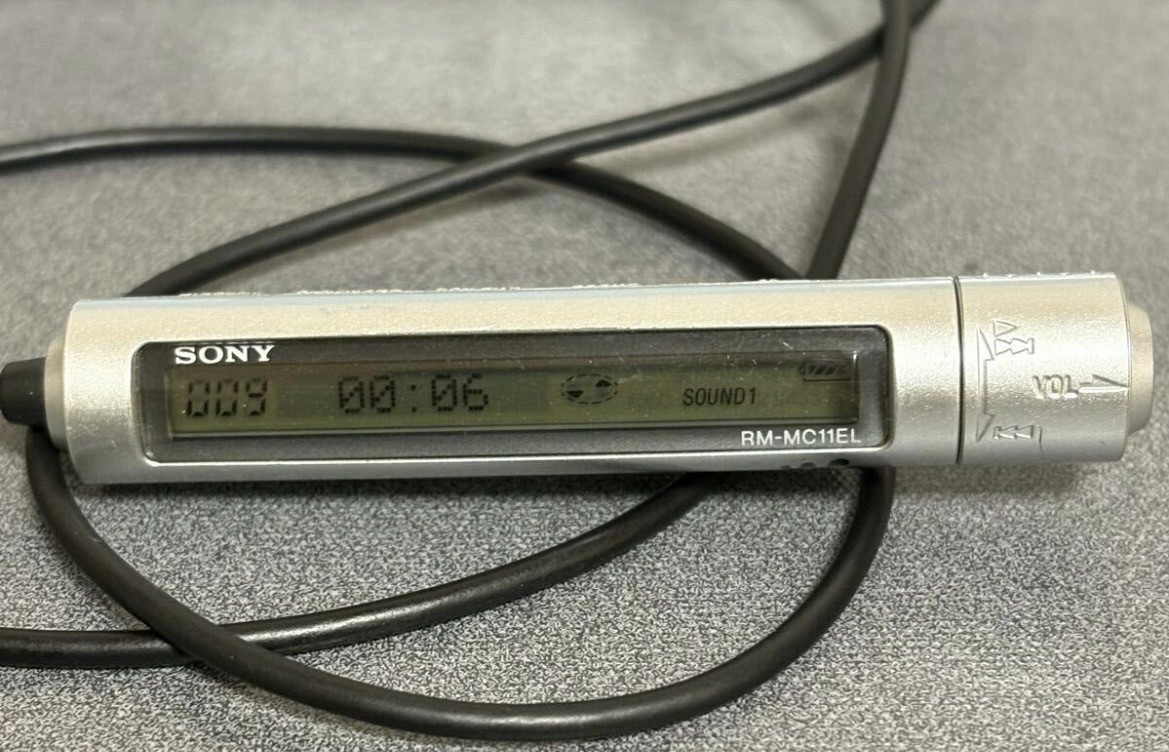 SONY
009 00:06 SOUND1
RM-MC11EL
VOL